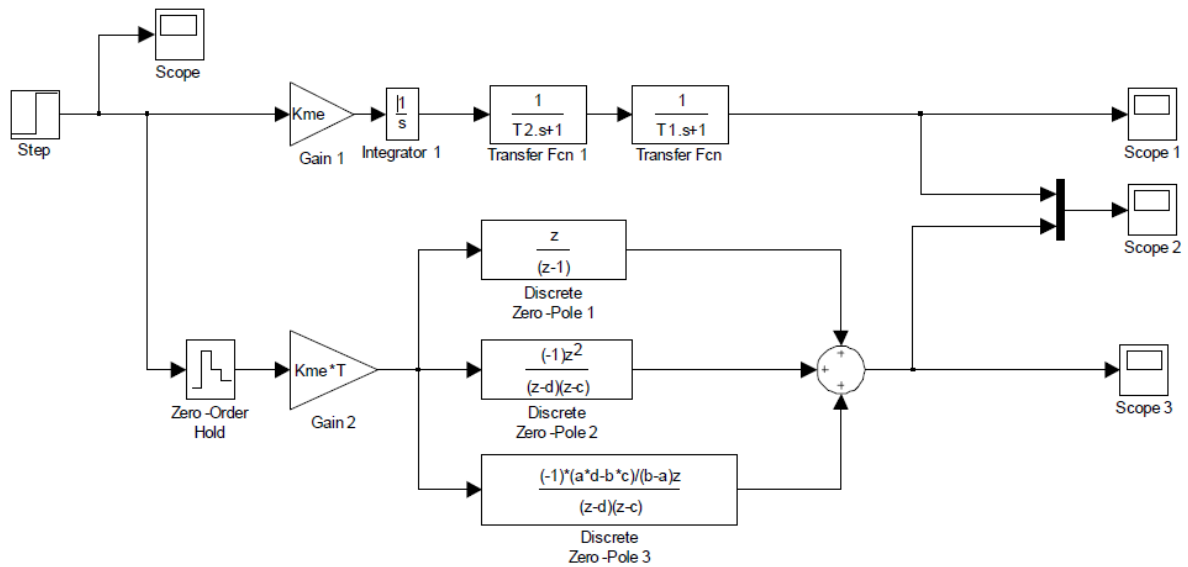 Scope
Step
Kme
Gain 1
1
s
Integrator 1
1
T2.s+1
Transfer Fcn 1
1
T1.s+1
Transfer Fcn
Scope 1
Scope 2
z
(z-1)
Discrete
Zero -Pole 1
Zero -Order
Hold
Kme*T
Gain 2
(-1)z2
(z-d)(z-c)
Discrete
Zero -Pole 2
+
+
+
Scope 3
(-1)*(a*d-b*c)/(b-a)z
(z-d)(z-c)
Discrete
Zero -Pole 3